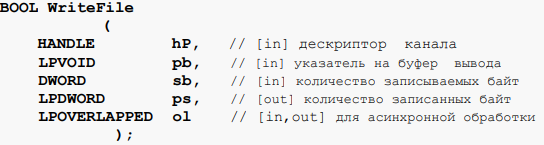 BOOL WriteFile
(
HANDLE hP, // [in] дескриптор канала
LPVOID pb, // [in] указатель на буфер вывода
DWORD sb, // [in] количество записываемых байт
LPDWORD ps, // [out] количество записанных байт
LPOVERLAPPED ol // [in,out] для асинхронной обработки
);